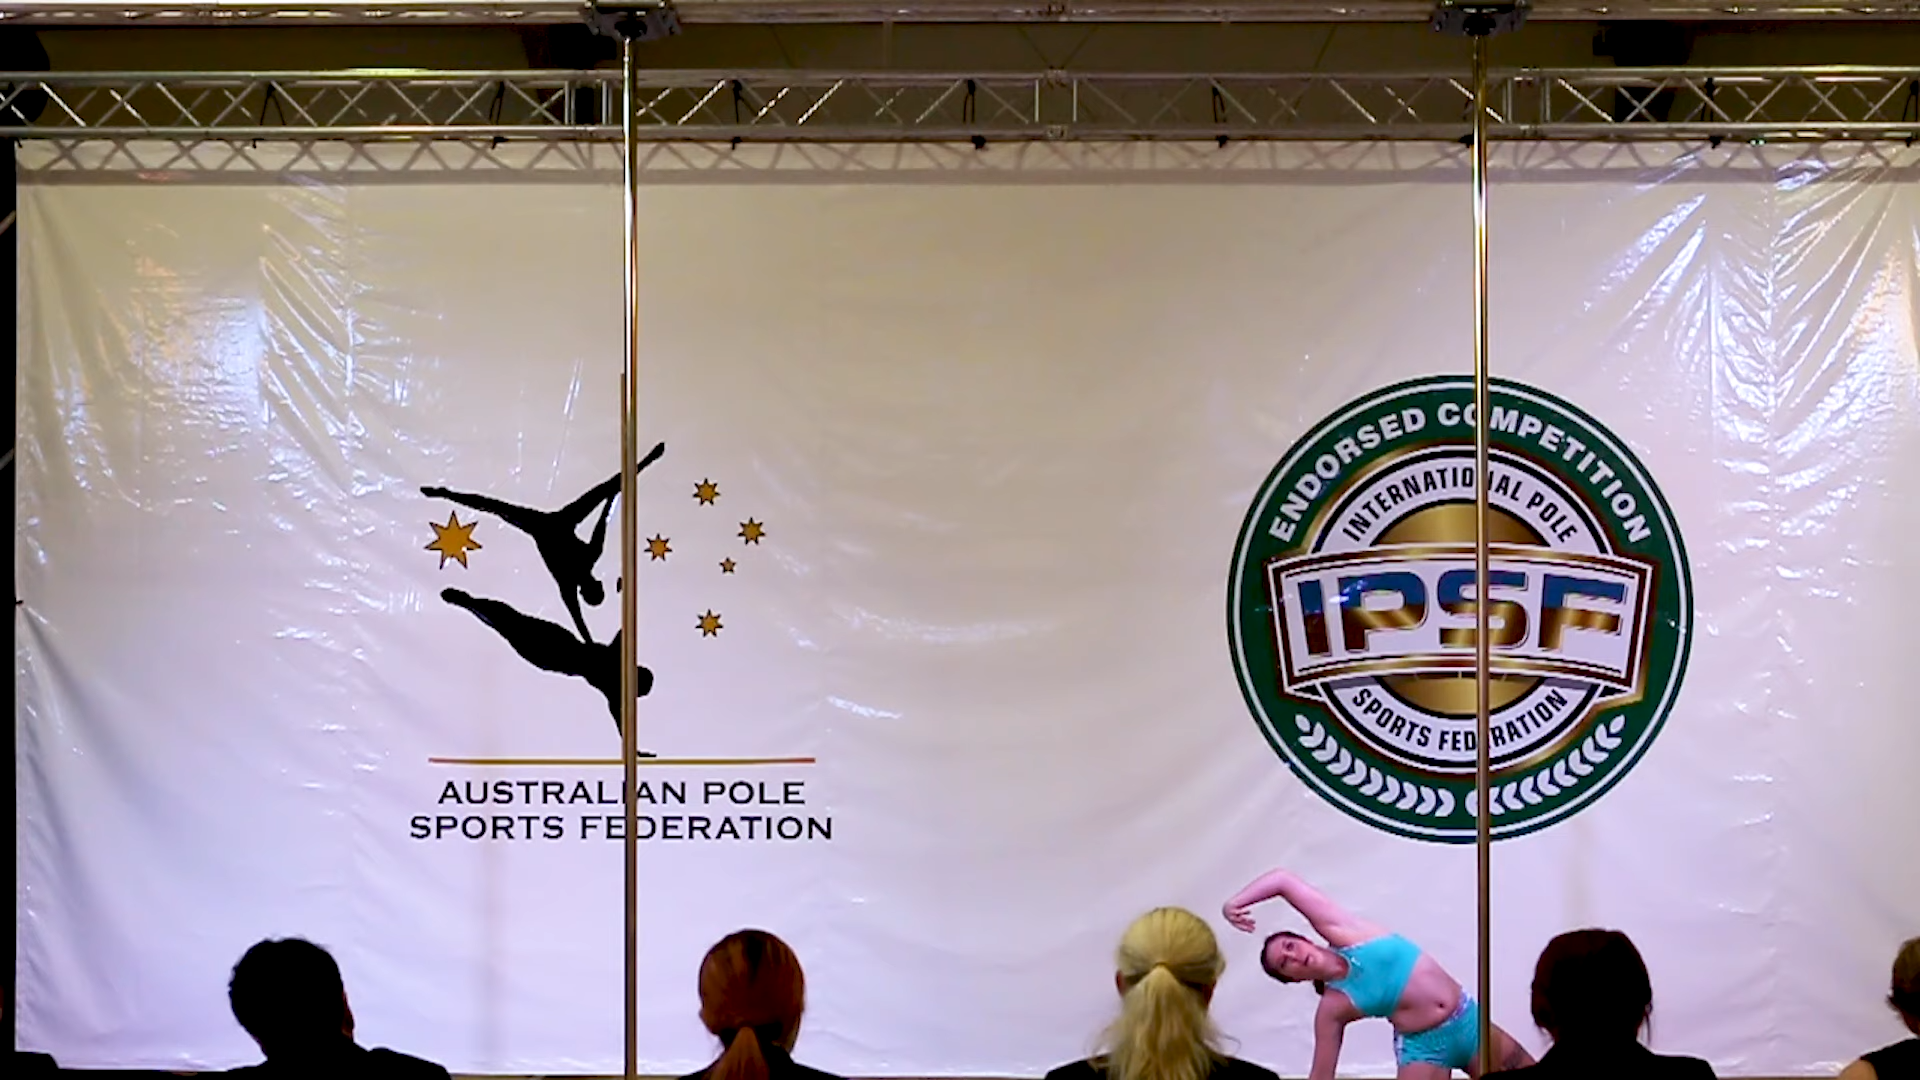 AUSTRALIAN POLE
SPORTS FEDERATION
ENDORSED COMPETITION
INTERNATIONAL POLE
IPSF
SPORTS FEDERATION